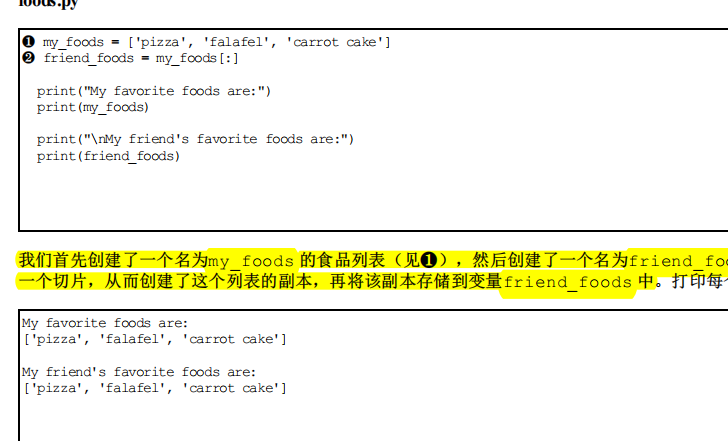 foods.py
❶ my_foods = ['pizza', 'falafel', 'carrot cake']
❷ friend_foods = my_foods[:]
print("My favorite foods are:")
print(my_foods)
print("\nMy friend's favorite foods are:")
print(friend_foods)
我们首先创建了一个名为my_foods 的食品列表（见❶），然后创建了一个名为friend_foo
一个切片，从而创建了这个列表的副本，再将该副本存储到变量friend_foods 中。打印每
My favorite foods are:
['pizza', 'falafel', 'carrot cake']
My friend's favorite foods are:
['pizza', 'falafel', 'carrot cake']